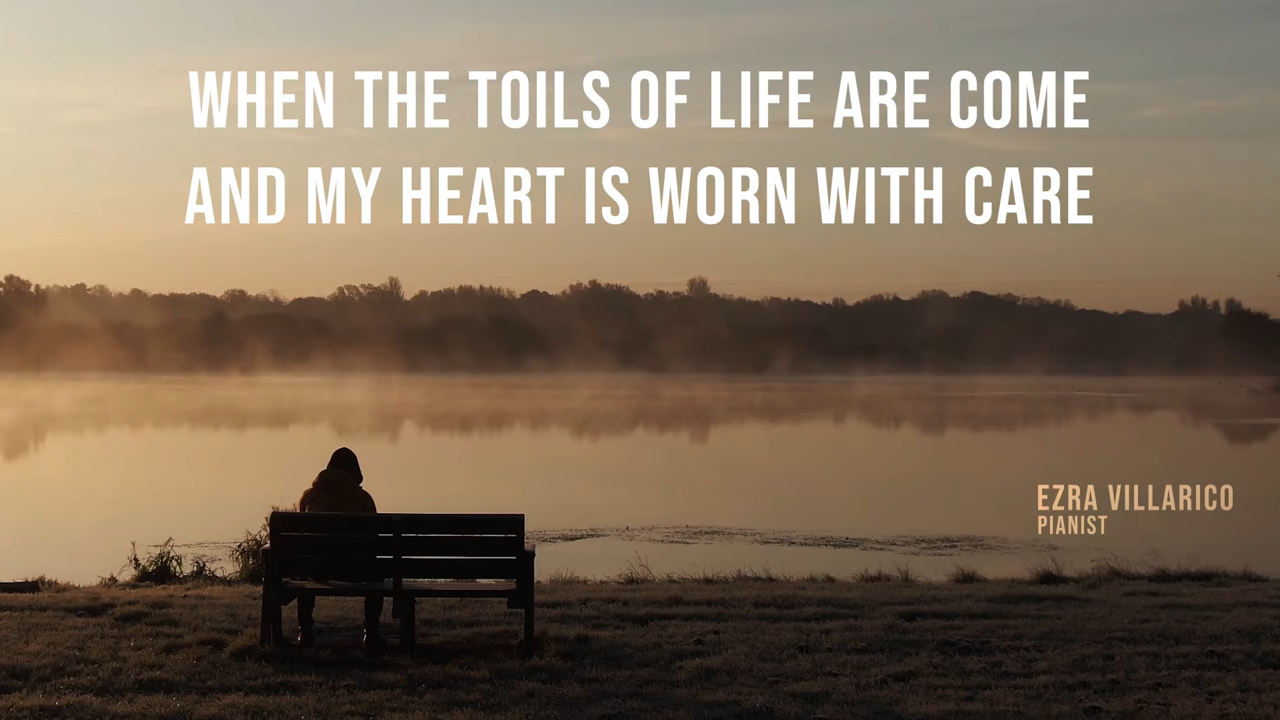 WHEN THE TOILS OF LIFE ARE COME
AND MY HEART IS WORN WITH CARE
EZRA VILLARICO
PIANIST